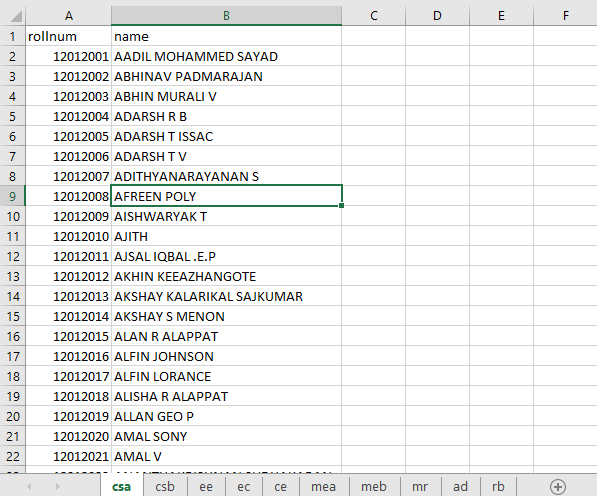 A B C D E F
1 rollnum name
2 12012001 AADIL MOHAMMED SAYAD
3 12012002 ABHINAV PADMARAJAN
4 12012003 ABHIN MURALI V
5 12012004 ADARSH R B
6 12012005 ADARSH T ISSAC
7 12012006 ADARSH T V
8 12012007 ADITHYANARAYANAN S
9 12012008 AFREEN POLY
10 12012009 AISHWARYAK T
11 12012010 AJITH
12 12012011 AJSAL IQBAL .E.P
13 12012012 AKHIN KEEAZHANGOTE
14 12012013 AKSHAY KALARIKAL SAJKUMAR
15 12012014 AKSHAY S MENON
16 12012015 ALAN R ALAPPAT
17 12012016 ALFIN JOHNSON
18 12012017 ALFIN LORANCE
19 12012018 ALISHA R ALAPPAT
20 12012019 ALLAN GEO P
21 12012020 AMAL SONY
22 12012021 AMAL V
csa csb ee ec ce mea meb mr ad rb